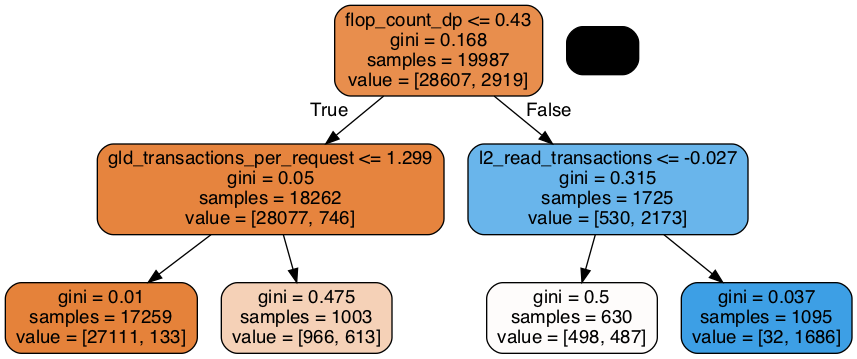 flop_count_dp <= 0.43
gini = 0.168
samples = 19987
value = [28607, 2919]
True
False
gld_transactions_per_request <= 1.299
gini = 0.05
samples = 18262
value = [28077, 746]
l2_read_transactions <= -0.027
gini = 0.315
samples = 1725
value = [530, 2173]
gini = 0.01
samples = 17259
value = [27111, 133]
gini = 0.475
samples = 1003
value = [966, 613]
gini = 0.5
samples = 630
value = [498, 487]
gini = 0.037
samples = 1095
value = [32, 1686]